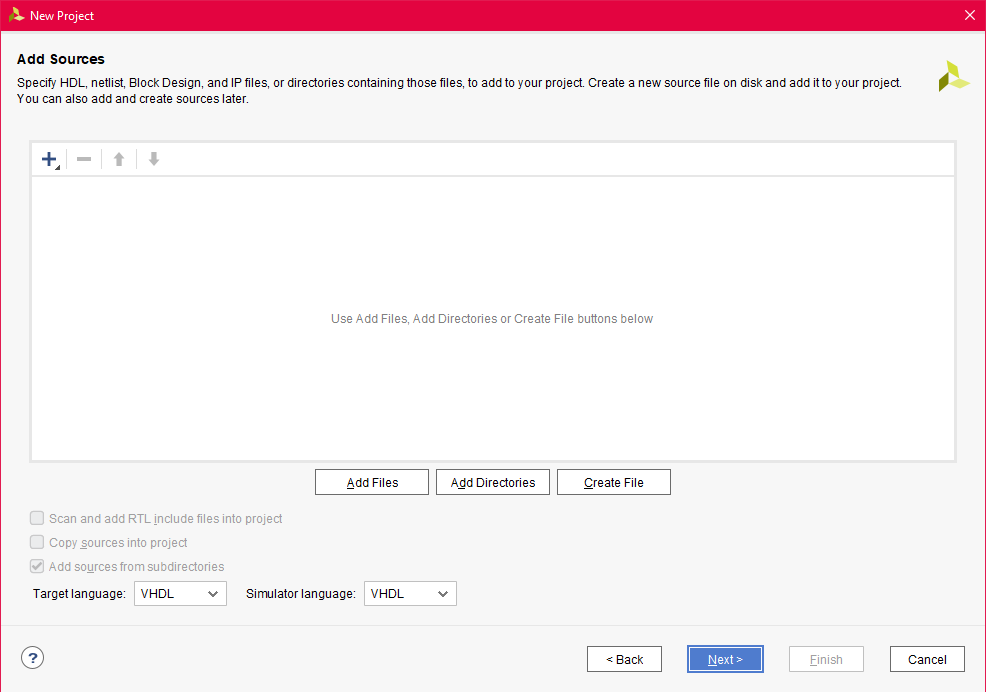 New Project
Add Sources
Specify HDL, netlist, Block Design, and IP files, or directories containing those files, to add to your project. Create a new source file on disk and add it to your project.
You can also add and create sources later.
Use Add Files, Add Directories or Create File buttons below
Add Files Add Directories Create File
Scan and add RTL include files into project
Copy sources into project
Add sources from subdirectories
Target language: VHDL Simulator language: VHDL
? < Back Next > Finish Cancel